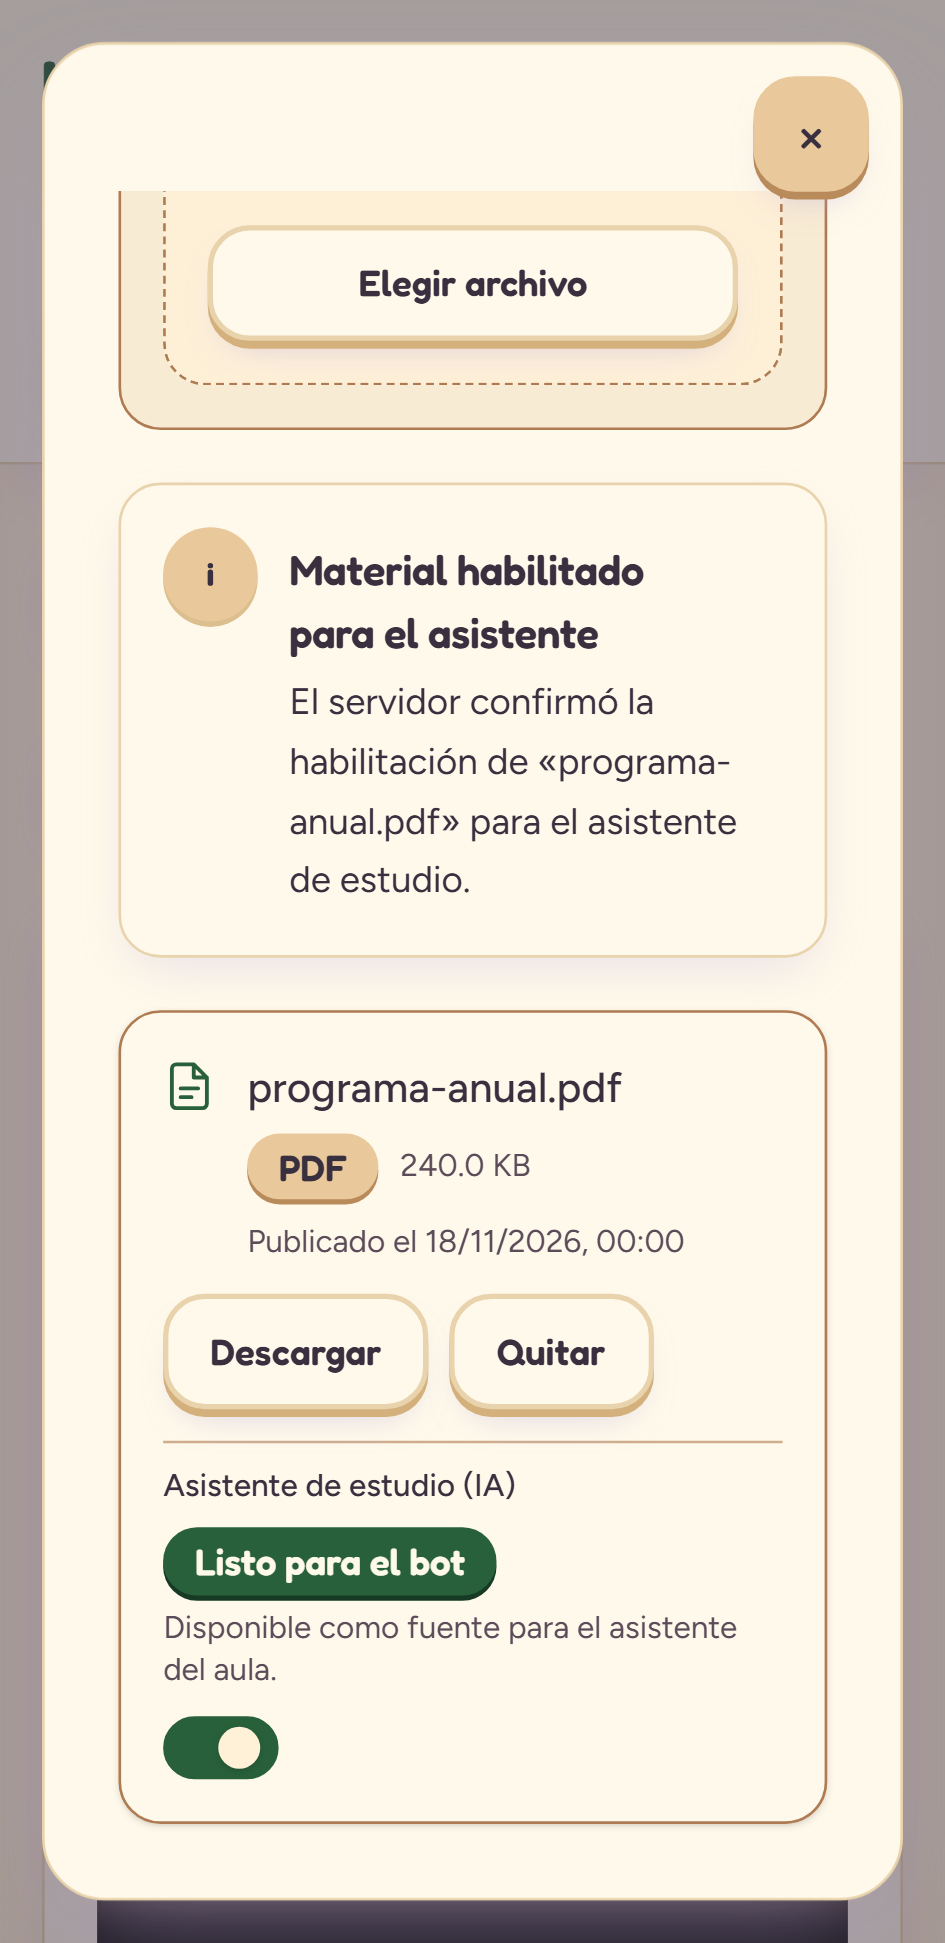 ×
Elegir archivo
i
Material habilitado
para el asistente
El servidor confirmó la
habilitación de «programa-
anual.pdf» para el asistente
de estudio.
programa-anual.pdf
PDF 240.0 KB
Publicado el 18/11/2026, 00:00
Descargar Quitar
Asistente de estudio (IA)
Listo para el bot
Disponible como fuente para el asistente
del aula.